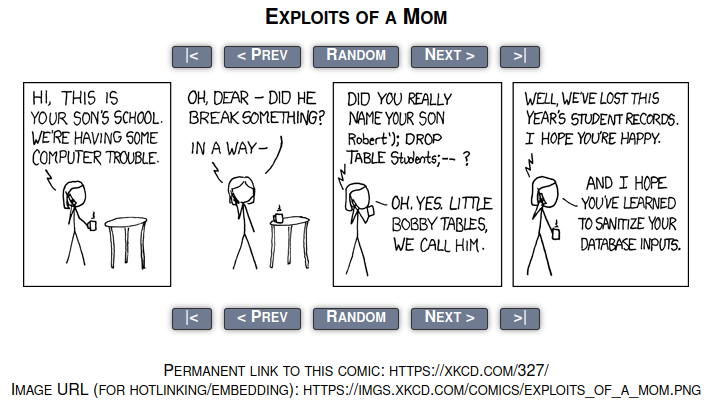 Exploits of a Mom
|<
< Prev
Random
Next >
>|
HI, THIS IS
YOUR SON'S SCHOOL.
WE'RE HAVING SOME
COMPUTER TROUBLE.
OH, DEAR – DID HE
BREAK SOMETHING?
IN A WAY–
DID YOU REALLY
NAME YOUR SON
Robert'); DROP
TABLE Students;-- ?
OH, YES. LITTLE
BOBBY TABLES,
WE CALL HIM.
WELL, WE'VE LOST THIS
YEAR'S STUDENT RECORDS.
I HOPE YOU'RE HAPPY.
AND I HOPE
YOU'VE LEARNED
TO SANITIZE YOUR
DATABASE INPUTS.
|<
< Prev
Random
Next >
>|
Permanent link to this comic: https://xkcd.com/327/
Image URL (for hotlinking/embedding): https://imgs.xkcd.com/comics/exploits_of_a_mom.png